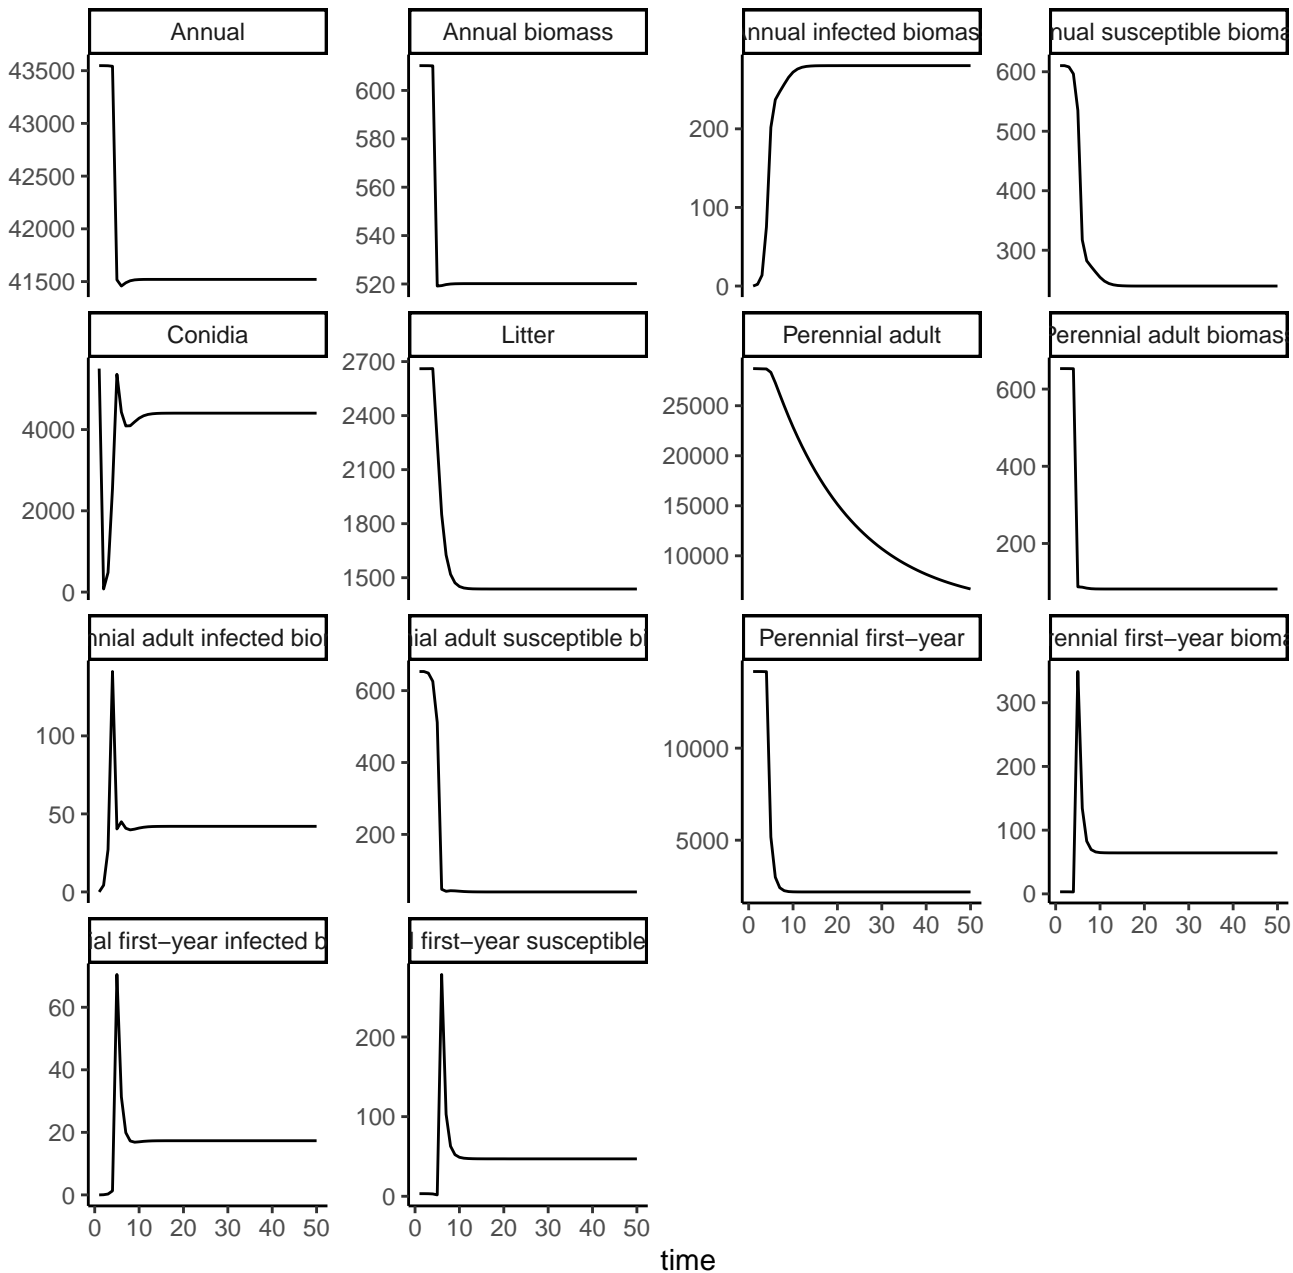 Annual
Annual biomass
Annual infected biomas
nual susceptible bioma
43500
43000
42500
42000
41500
600
580
560
540
520
200
100
0
600
500
400
300
Conidia
Litter
Perennial adult
Perennial adult biomass
4000
2000
0
2700
2400
2100
1800
1500
25000
20000
15000
10000
600
400
200
nnial adult infected bior
nial adult susceptible bi
Perennial first−year
rennial first−year bioma
100
50
0
600
400
200
10000
5000
300
200
100
0
0 10 20 30 40 50
0 10 20 30 40 50
ial first−year infected b
l first−year susceptible
60
40
20
0
200
100
0
0 10 20 30 40 50
0 10 20 30 40 50
time